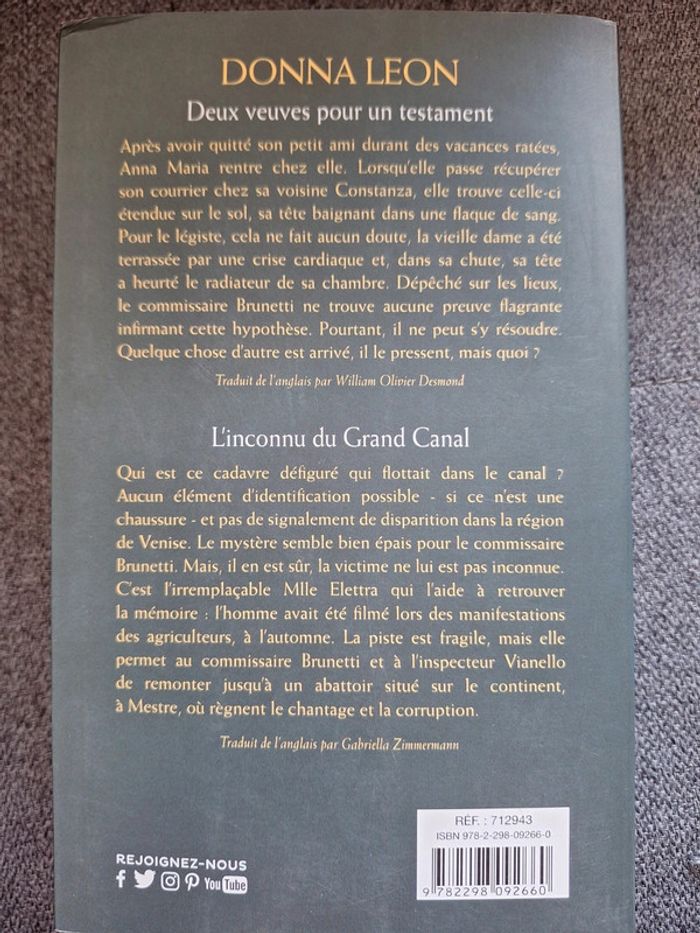 DONNA LEON
Deux veuves pour un testament
Après avoir quitté son petit ami durant des vacances ratées,
Anna Maria rentre chez elle. Lorsqu'elle passe récupérer
son courrier chez sa voisine Constanza, elle trouve celle-ci
étendue sur le sol, sa tête baignant dans une flaque de sang.
Pour le légiste, cela ne fait aucun doute, la vieille dame a été
terrassée par une crise cardiaque et, dans sa chute, sa tête
a heurté le radiateur de sa chambre. Dépêché sur les lieux,
le commissaire Brunetti ne trouve aucune preuve flagrante
infirmant cette hypothèse. Pourtant, il ne peut s'y résoudre.
Quelque chose d'autre est arrivé, il le pressent, mais quoi ?
Traduit de l'anglais par William Olivier Desmond
L'inconnu du Grand Canal
Qui est ce cadavre défiguré qui flottait dans le canal ?
Aucun élément d'identification possible - si ce n'est une
chaussure - et pas de signalement de disparition dans la région
de Venise. Le mystère semble bien épais pour le commissaire
Brunetti. Mais, il en est sûr, la victime ne lui est pas inconnue.
C'est l'irremplaçable Mlle Elettra qui l'aide à retrouver
la mémoire : l'homme avait été filmé lors des manifestations
des agriculteurs, à l'automne. La piste est fragile, mais elle
permet au commissaire Brunetti et à l'inspecteur Vianello
de remonter jusqu'à un abattoir situé sur le continent,
à Mestre, où règnent le chantage et la corruption.
Traduit de l'anglais par Gabriella Zimmermann
RÉF. : 712943
ISBN 978-2-298-09266-0
9 782298 092660
REJOIGNEZ-NOUS
You Tube